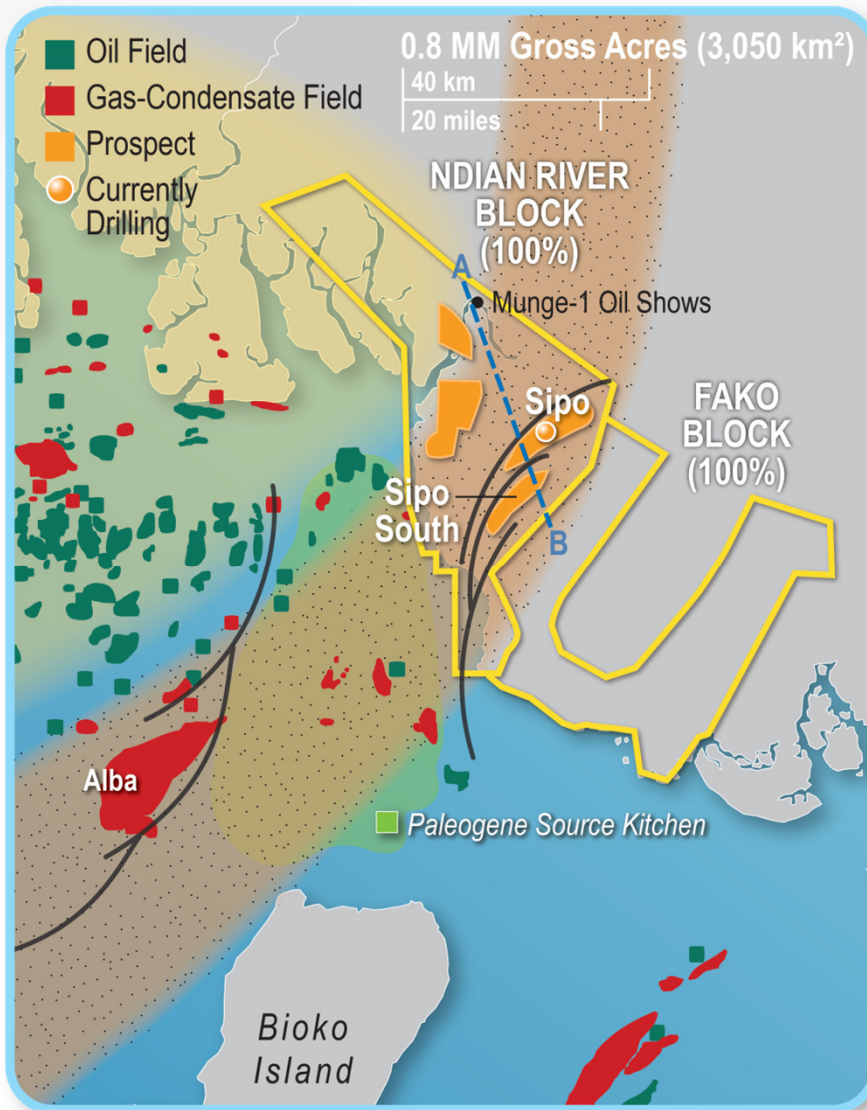 Oil Field
Gas-Condensate Field
Prospect
Currently
Drilling
0.8 MM Gross Acres (3,050 km²)
40 km
20 miles
NDIAN RIVER
BLOCK
(100%)
A
Munge-1 Oil Shows
Sipo
FAKO
BLOCK
(100%)
Sipo
South
B
Alba
Paleogene Source Kitchen
Bioko
Island